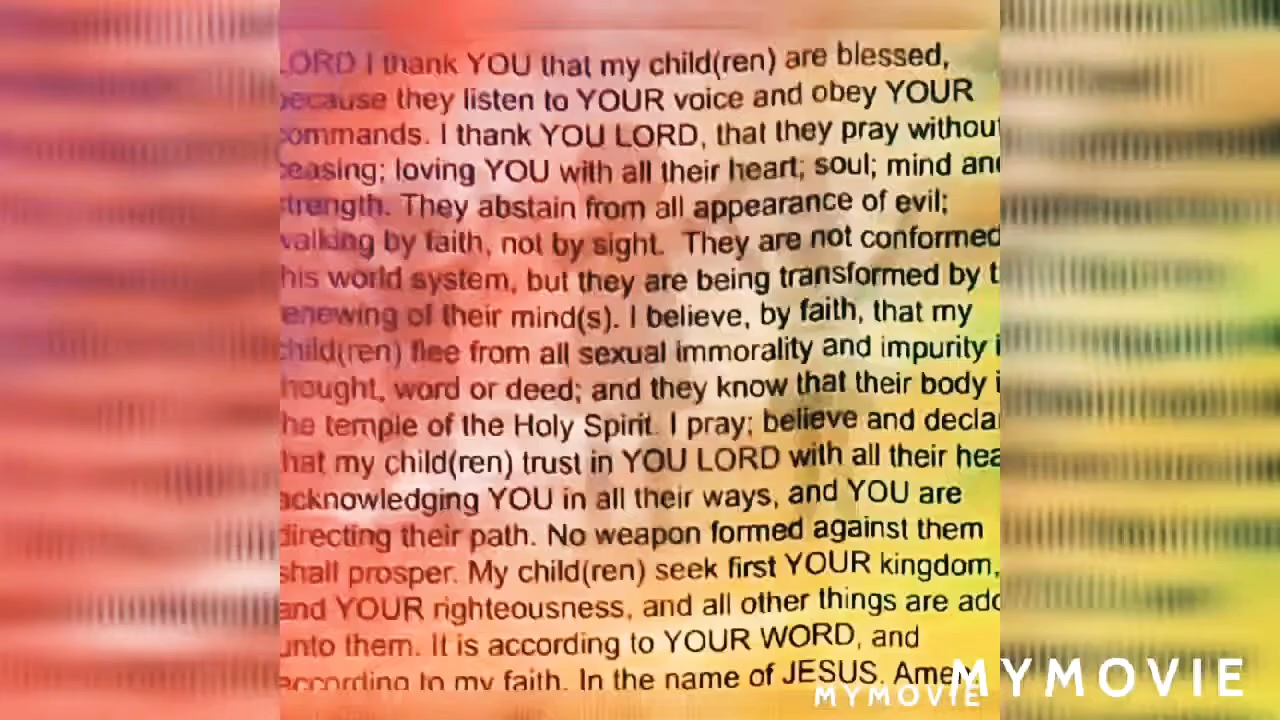 LORD I thank YOU that my child(ren) are blessed,
because they listen to YOUR voice and obey YOUR
commands. I thank YOU LORD, that they pray without
ceasing; loving YOU with all their heart; soul; mind and
strength. They abstain from all appearance of evil;
walking by faith, not by sight. They are not conformed
his world system, but they are being transformed by t
renewing of their mind(s). I believe, by faith, that my
child(ren) flee from all sexual immorality and impurity i
hought, word or deed; and they know that their body i
he temple of the Holy Spirit. I pray; believe and declar
hat my child(ren) trust in YOU LORD with all their hea
acknowledging YOU in all their ways, and YOU are
directing their path. No weapon formed against them
shall prosper. My child(ren) seek first YOUR kingdom,
and YOUR righteousness, and all other things are add
unto them. It is according to YOUR WORD, and
according to my faith. In the name of JESUS. Amen
MYMOVIE
MYMOVIE